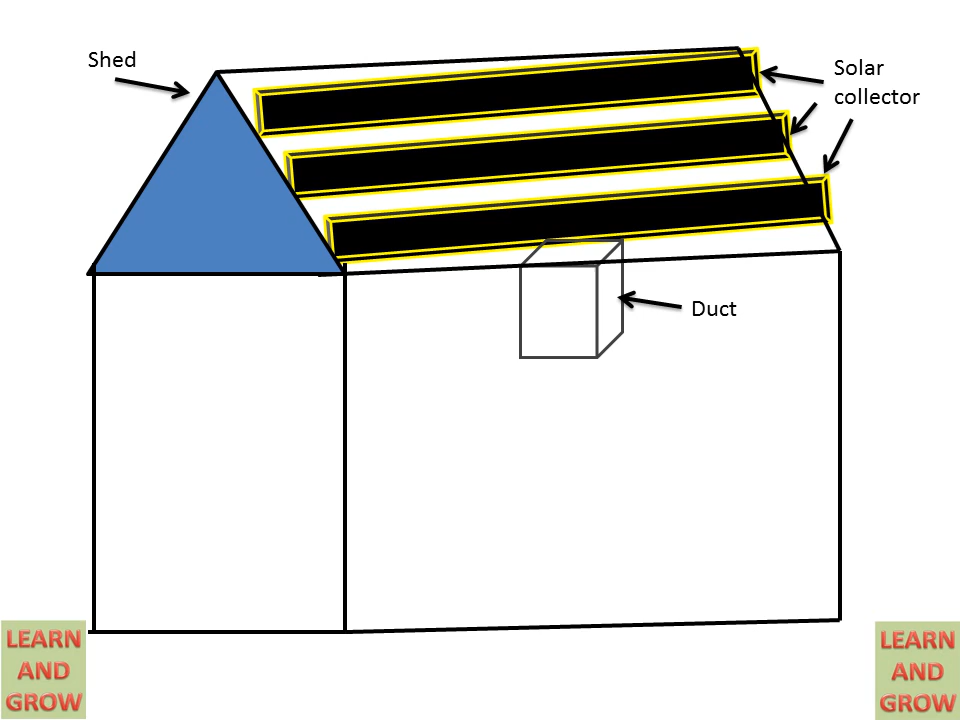 Shed
Solar
collector
Duct
LEARN
AND
GROW
LEARN
AND
GROW